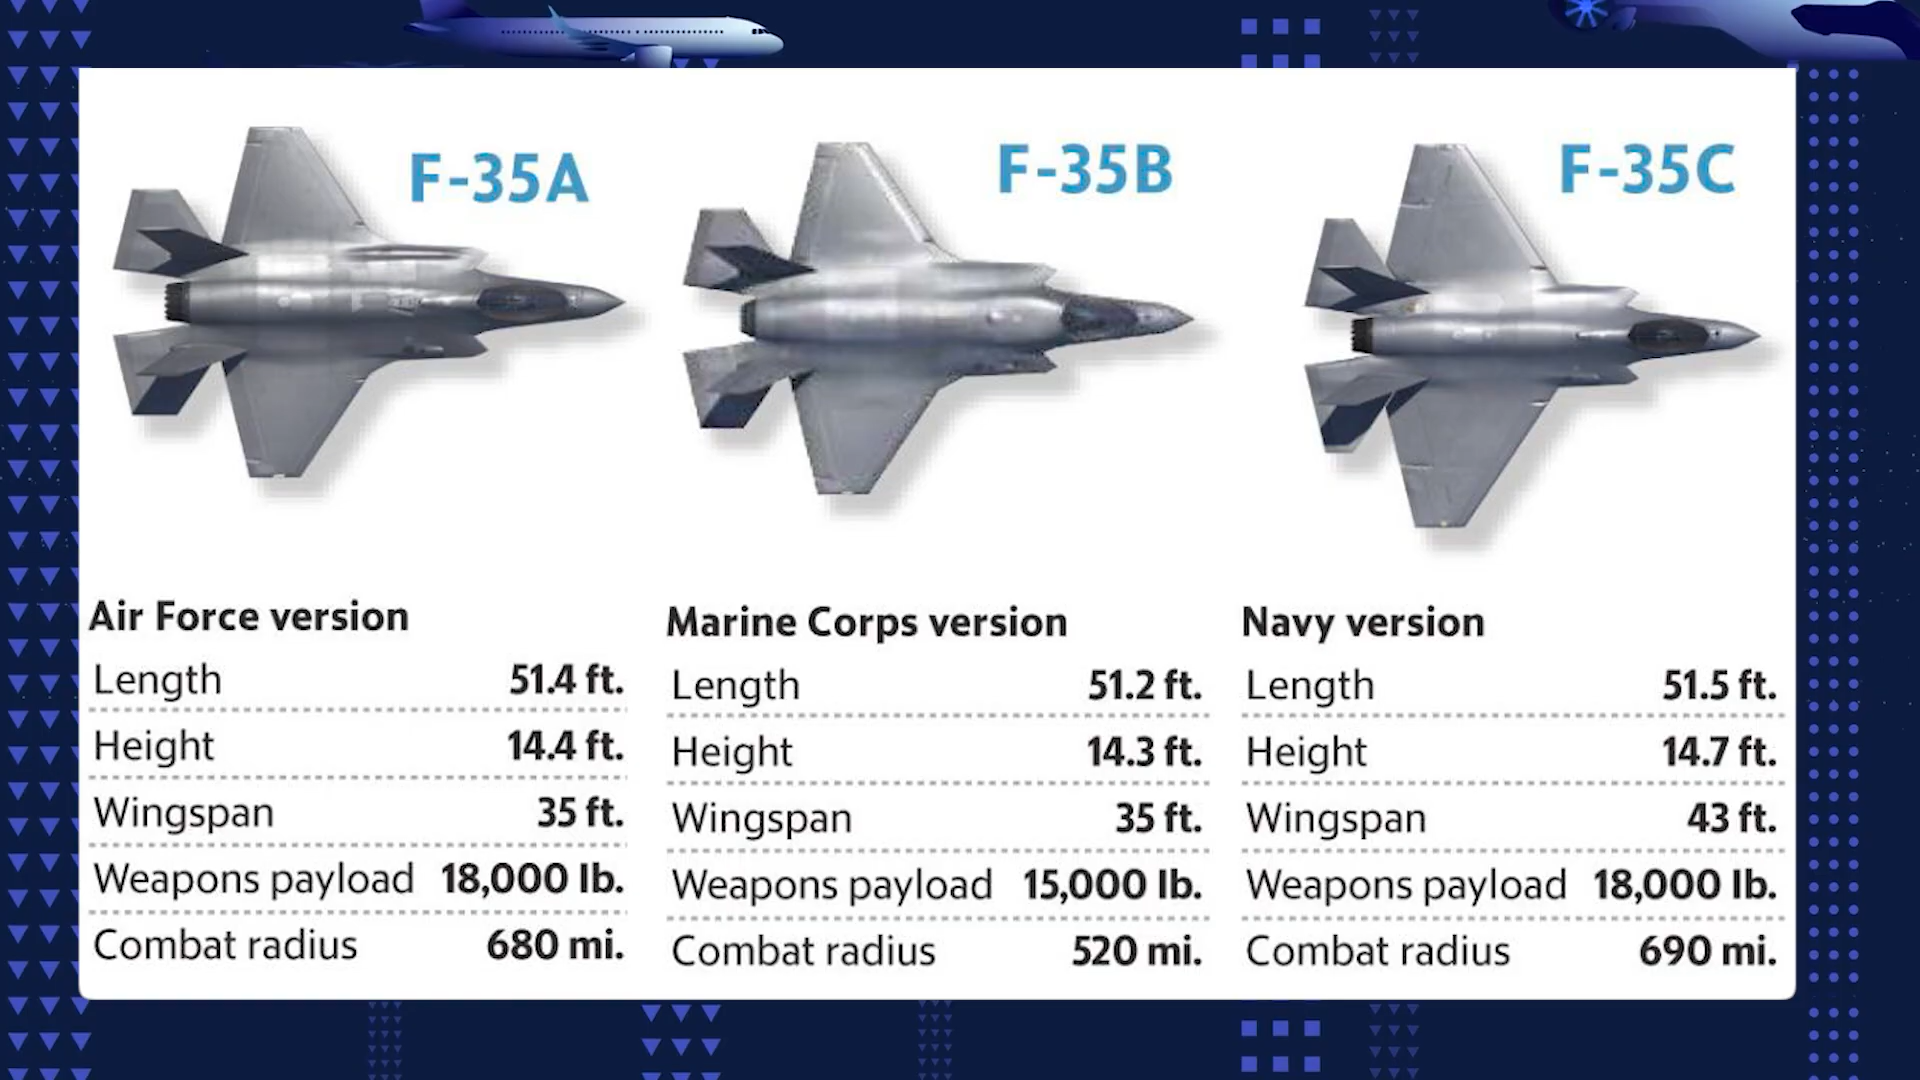 F-35A
Air Force version
Length 51.4 ft.
Height 14.4 ft.
Wingspan 35 ft.
Weapons payload 18,000 lb.
Combat radius 680 mi.
F-35B
Marine Corps version
Length 51.2 ft.
Height 14.3 ft.
Wingspan 35 ft.
Weapons payload 15,000 lb.
Combat radius 520 mi.
F-35C
Navy version
Length 51.5 ft.
Height 14.7 ft.
Wingspan 43 ft.
Weapons payload 18,000 lb.
Combat radius 690 mi.